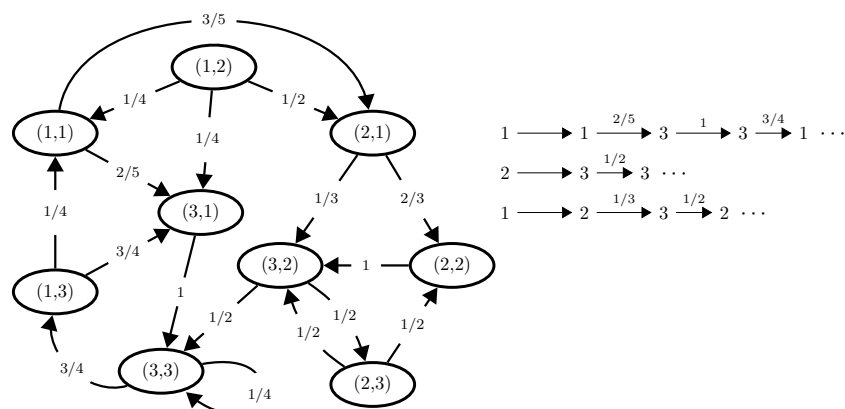 3/5
(1,2)
1/4 1/2
(1,1) (2,1)
1/4
2/5 1/3 2/3
1/4 (3,1)
3/4 (3,2) 1 (2,2)
(1,3)
1 1/2 1/2 1/2 1/2
3/4 (3,3) (2,3)
1/4
1 1 2/5 3 1 3 3/4 1 ⋯
2 3 1/2 3 ⋯
1 2 1/3 3 1/2 2 ⋯